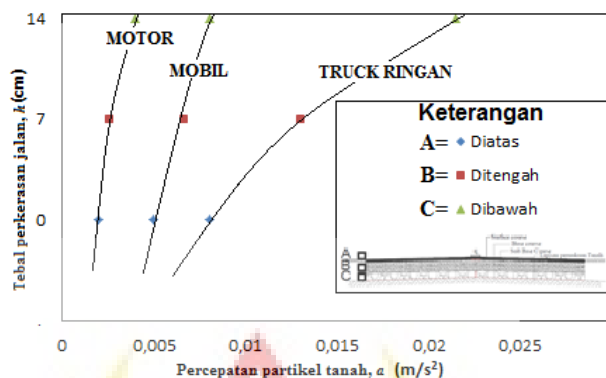 14
MOTOR
MOBIL
TRUCK RINGAN
Tebal perkerasan jalan, k (cm)
7
0
Keterangan
A= Diatas
B= Ditengah
C= Dibawah
A
B
C
0
0,005
0,01
0,015
0,02
0,025
Percepatan partikel tanah, a (m/s²)